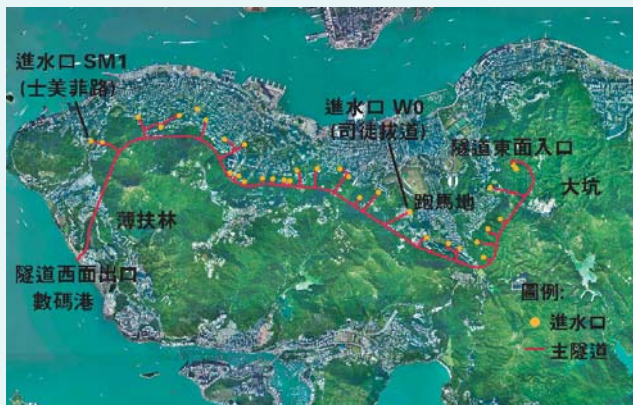 進水口 SM1
(士美菲路)
進水口 W0
(司徒拔道)
隧道東面入口
大坑
跑馬地
薄扶林
隧道西面出口
數碼港
圖例:
進水口
主隧道